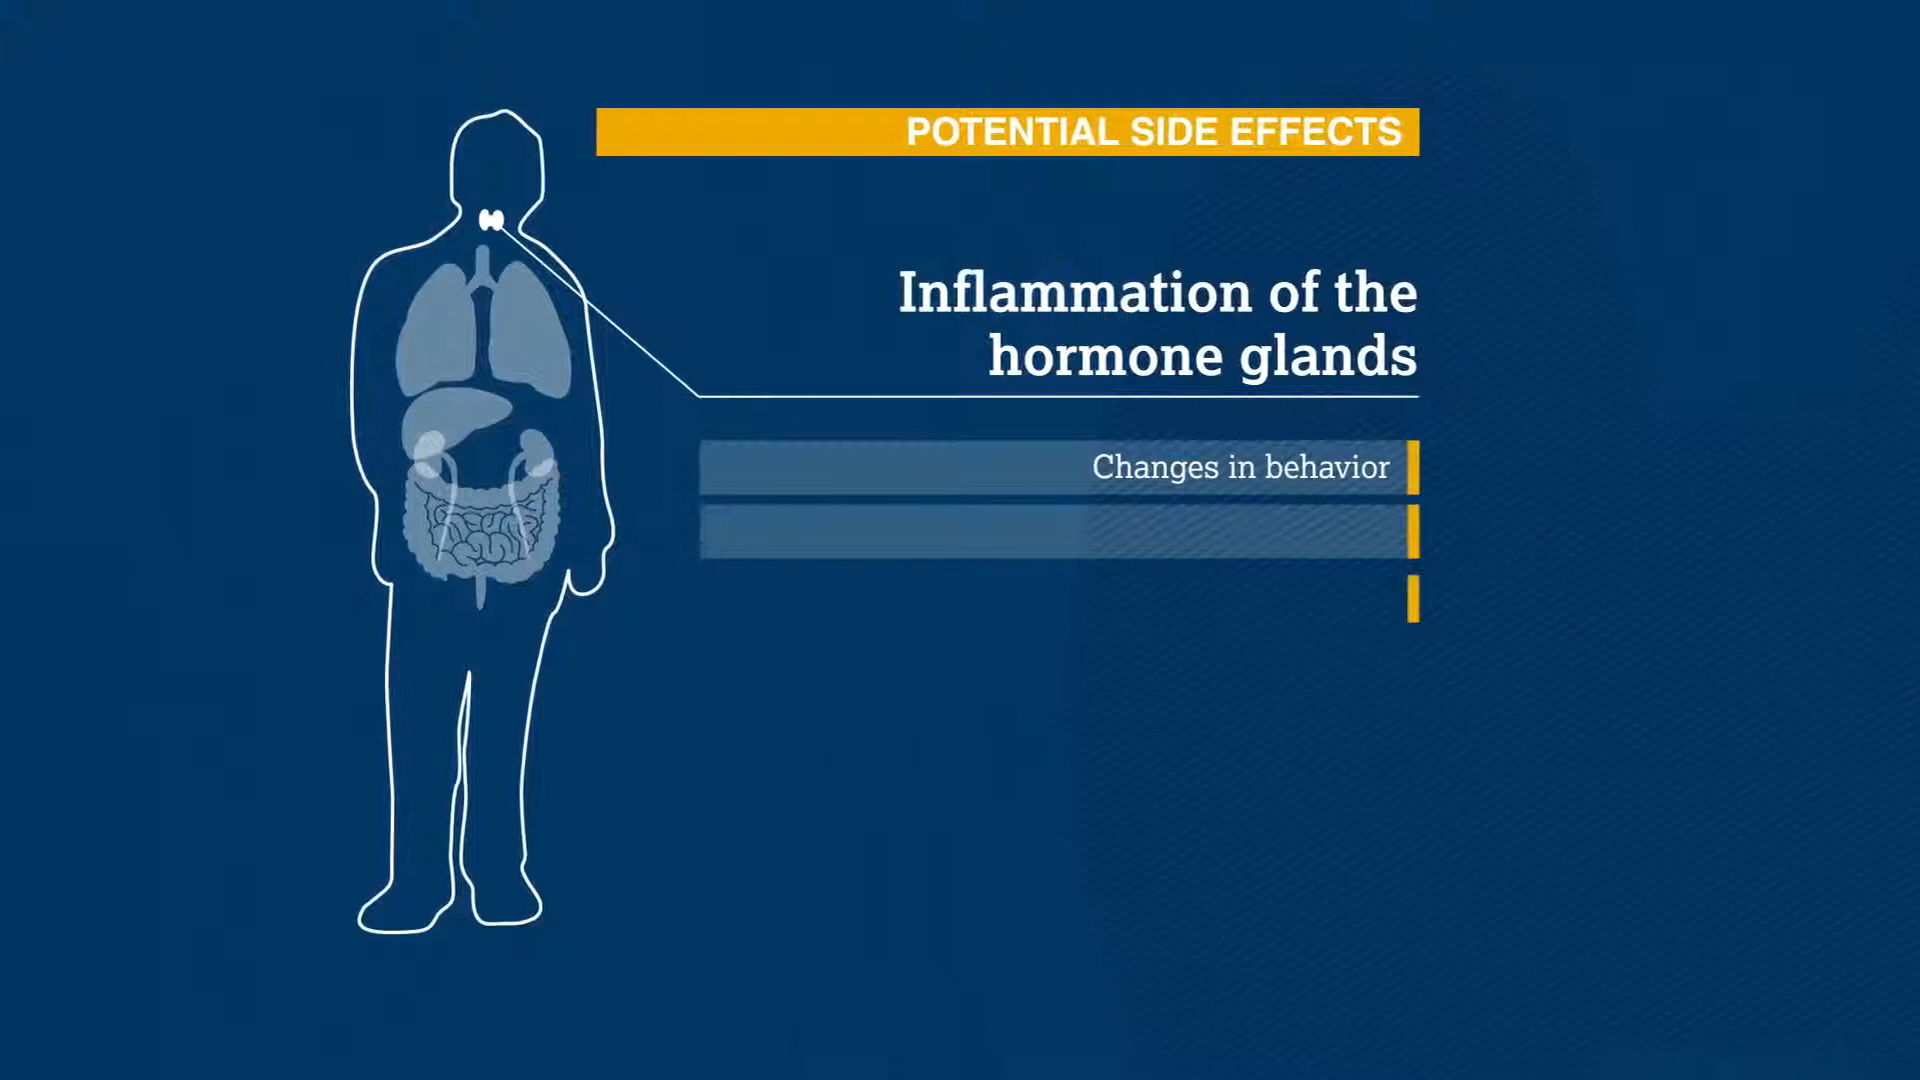 POTENTIAL SIDE EFFECTS
Inflammation of the
hormone glands
Changes in behavior